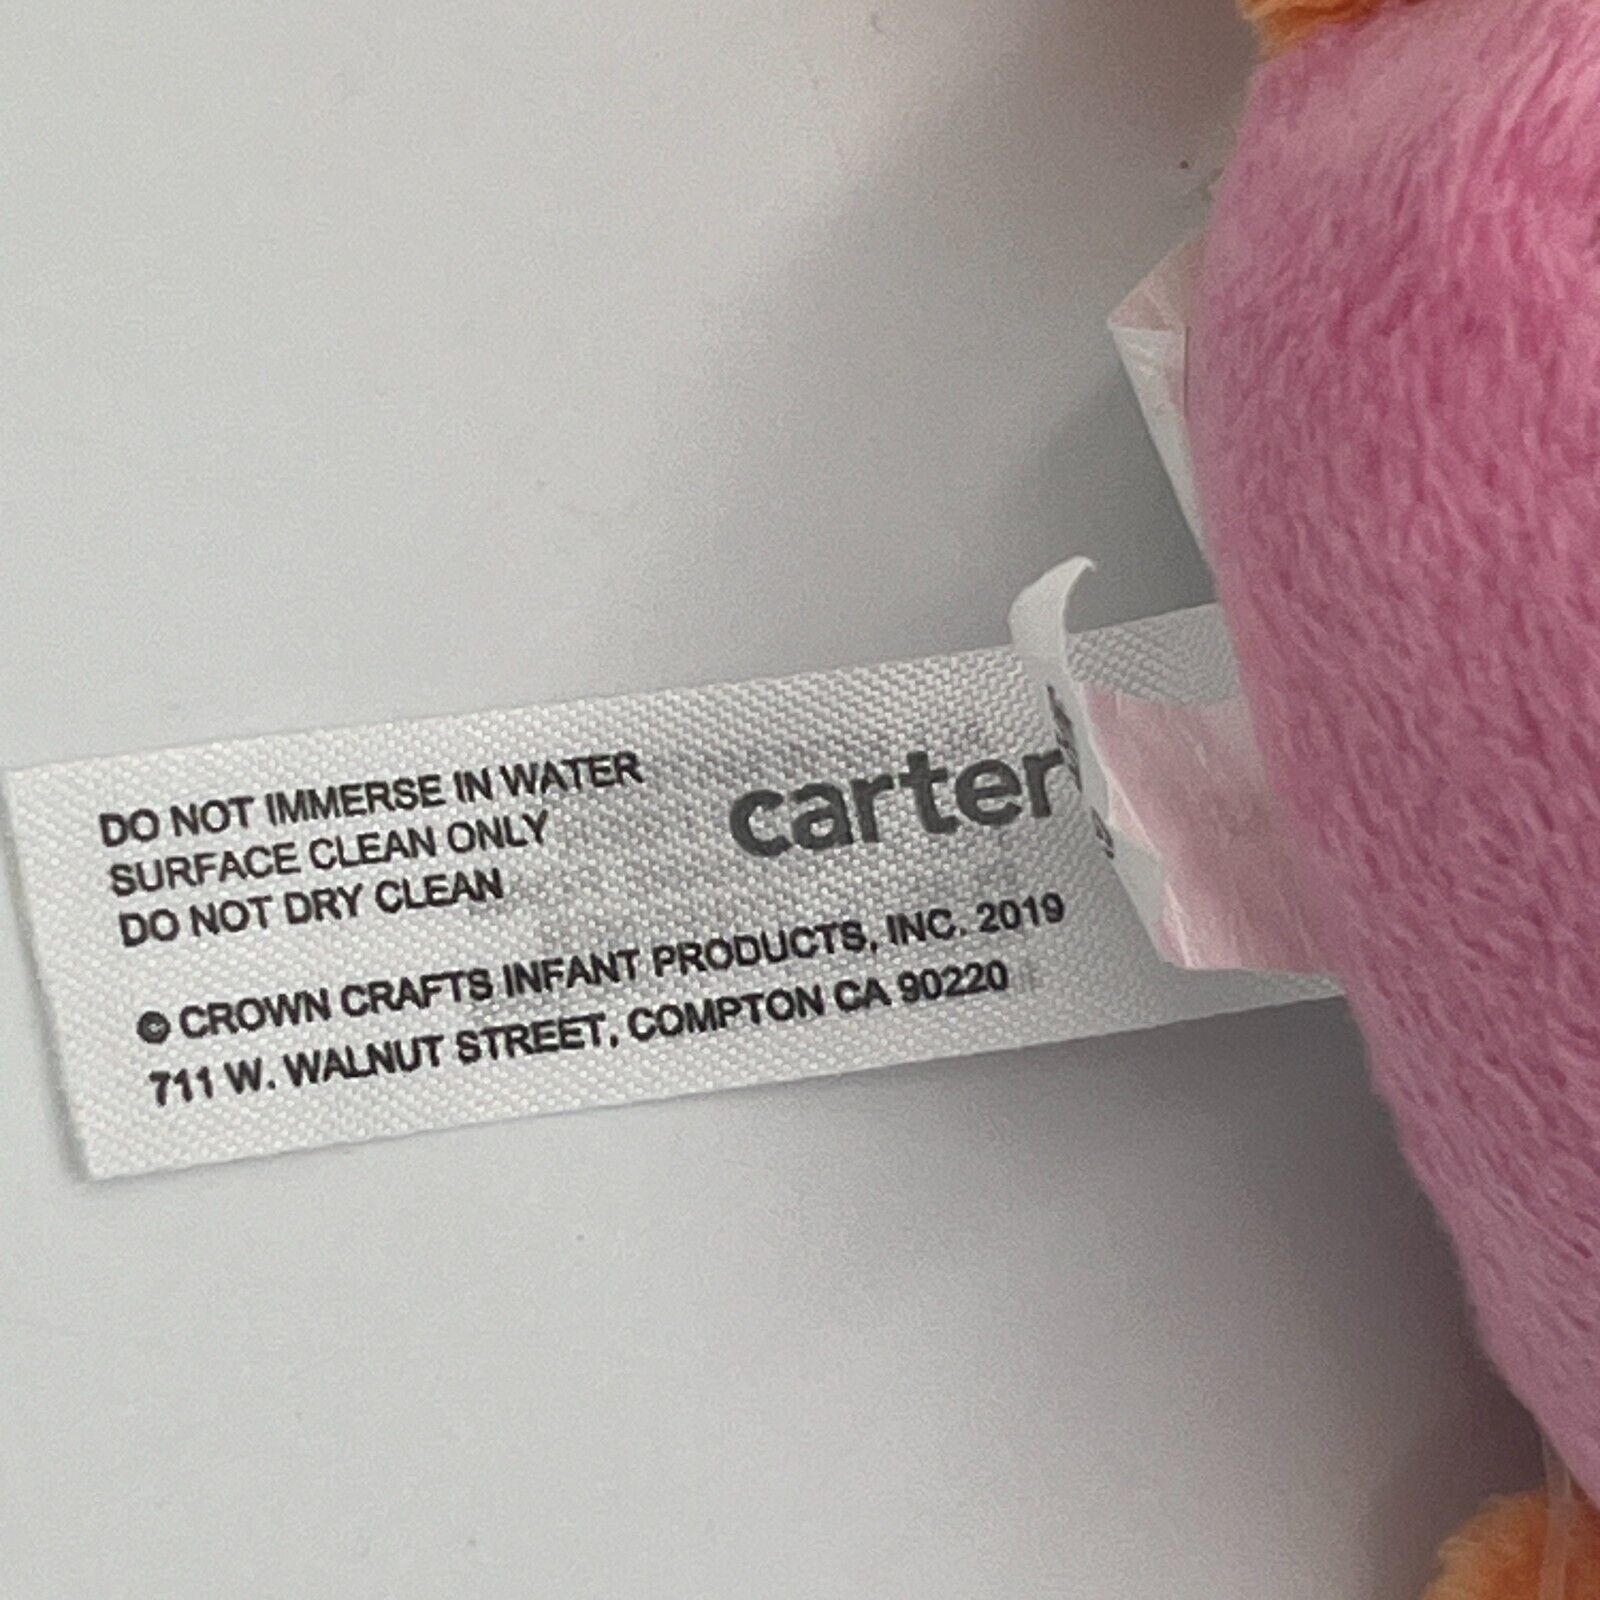 DO NOT IMMERSE IN WATER
SURFACE CLEAN ONLY
DO NOT DRY CLEAN
carter
© CROWN CRAFTS INFANT PRODUCTS, INC. 2019
711 W. WALNUT STREET, COMPTON CA 90220